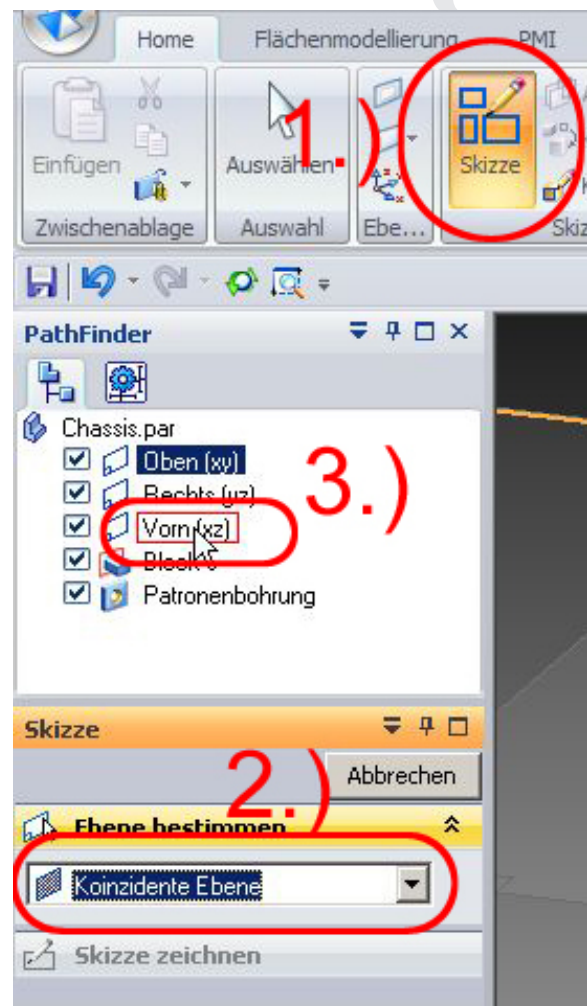 Home Flächenmodellierung PMI
1.)
Einfügen Auswählen Skizze
Zwischenablage Auswahl Ebe... Skiz
PathFinder
Chassis.par
Oben (xy)
Rechts (yz)
3.)
Vorn (xz)
Patronenbohrung
Skizze
2.)
Abbrechen
Ebene bestimmen
Koinzidente Ebene
Skizze zeichnen